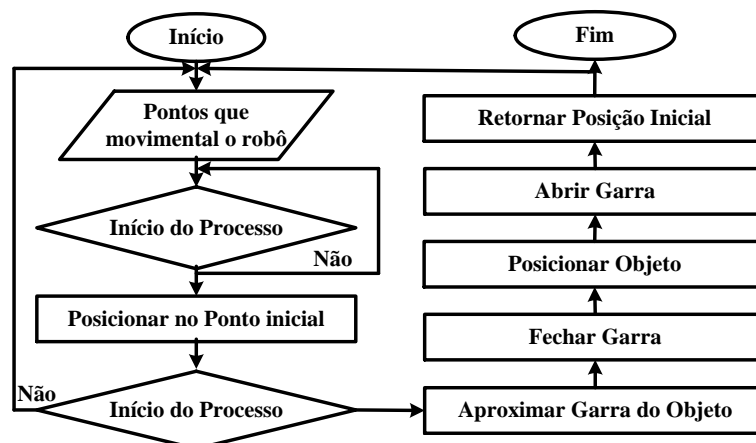 Início
Pontos que
movimental o robô
Início do Processo
Não
Posicionar no Ponto inicial
Não
Início do Processo
Aproximar Garra do Objeto
Fechar Garra
Posicionar Objeto
Abrir Garra
Retornar Posição Inicial
Fim